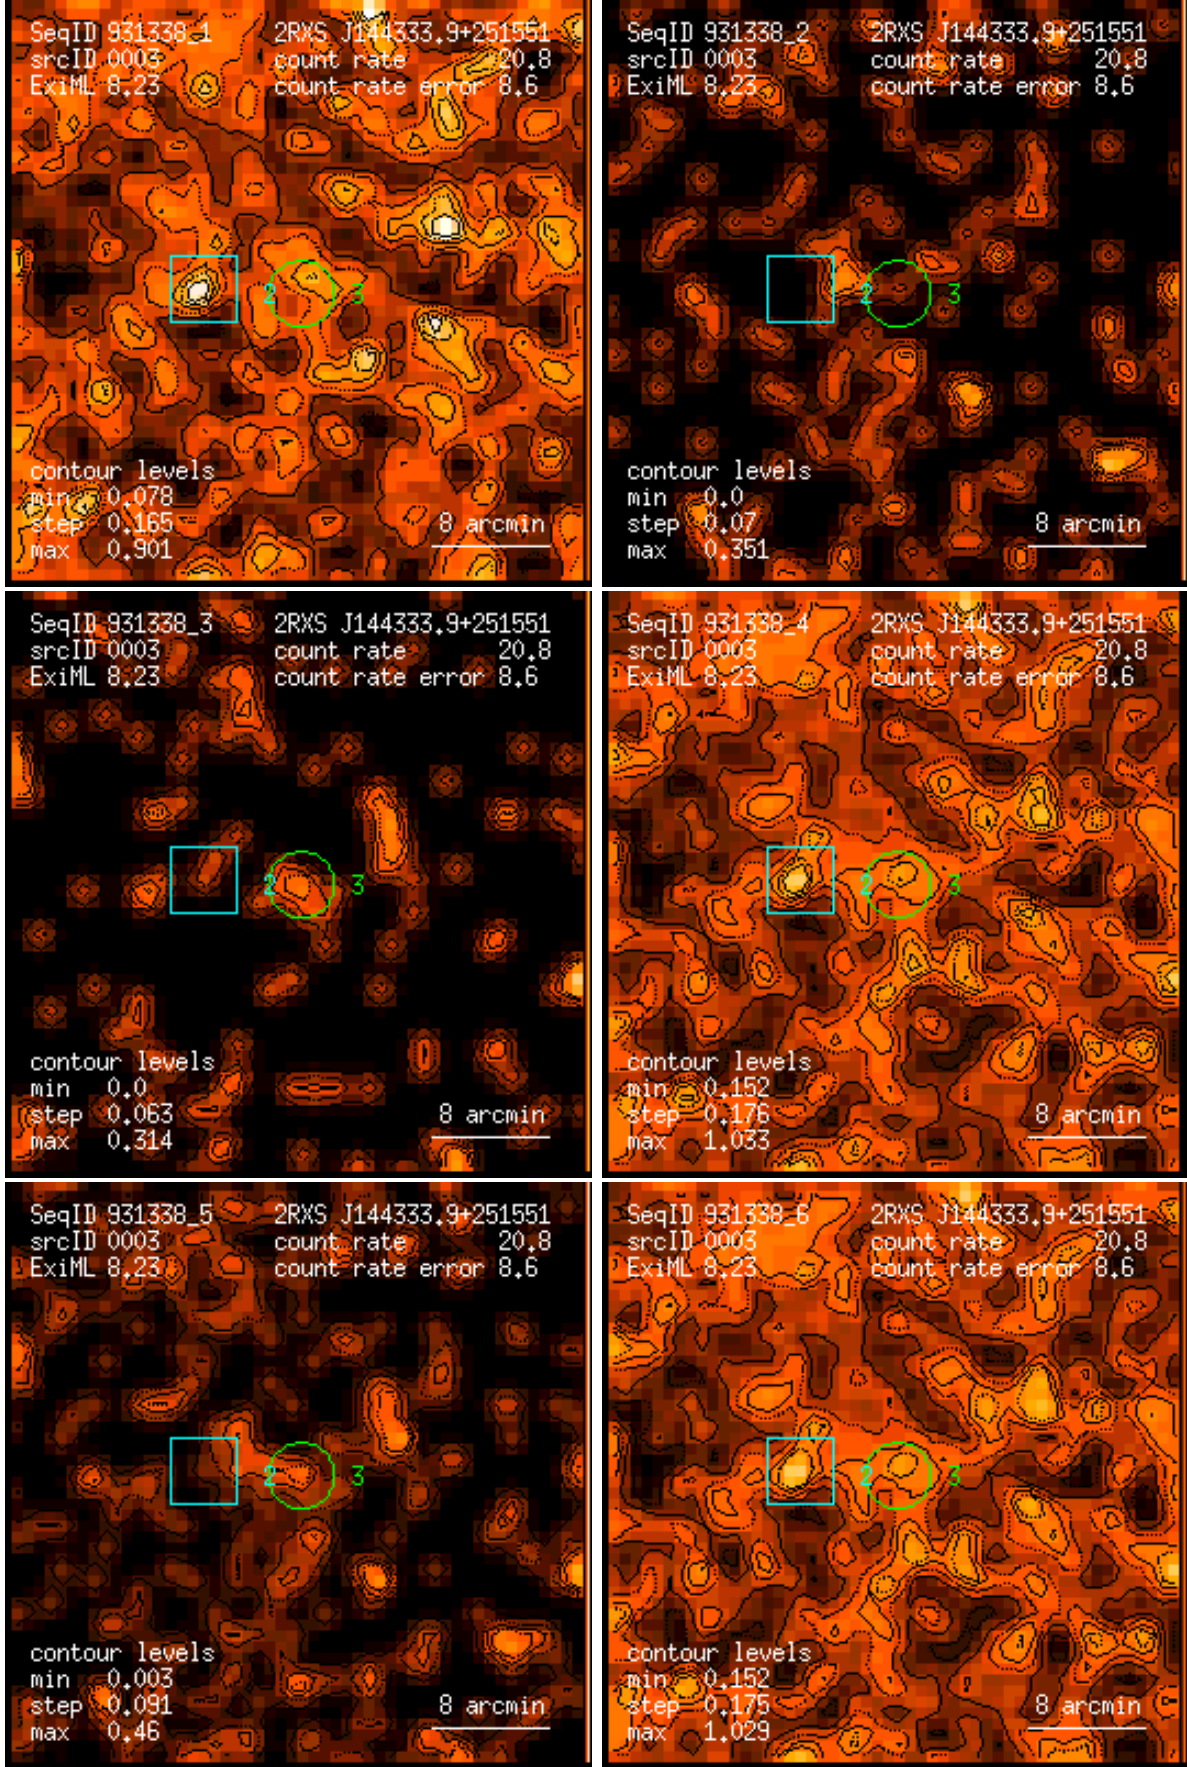 SeqID 931338_1 2RXS J144333.9+251551
srcID 0003 count rate 20.8
ExiML 8.23 count rate error 8.6
2 3
contour levels
min 0.078
step 0.165 8 arcmin
max 0.901
SeqID 931338_2 2RXS J144333.9+251551
srcID 0003 count rate 20.8
ExiML 8.23 count rate error 8.6
2 3
contour levels
min 0.0
step 0.07 8 arcmin
max 0.351
SeqID 931338_3 2RXS J144333.9+251551
srcID 0003 count rate 20.8
ExiML 8.23 count rate error 8.6
2 3
contour levels
min 0.0
step 0.063 8 arcmin
max 0.314
SeqID 931338_4 2RXS J144333.9+251551
srcID 0003 count rate 20.8
ExiML 8.23 count rate error 8.6
2 3
contour levels
min 0.152
step 0.176 8 arcmin
max 1.033
SeqID 931338_5 2RXS J144333.9+251551
srcID 0003 count rate 20.8
ExiML 8.23 count rate error 8.6
2 3
contour levels
min 0.003
step 0.091 8 arcmin
max 0.46
SeqID 931338_6 2RXS J144333.9+251551
srcID 0003 count rate 20.8
ExiML 8.23 count rate error 8.6
2 3
contour levels
min 0.152
step 0.175 8 arcmin
max 1.029